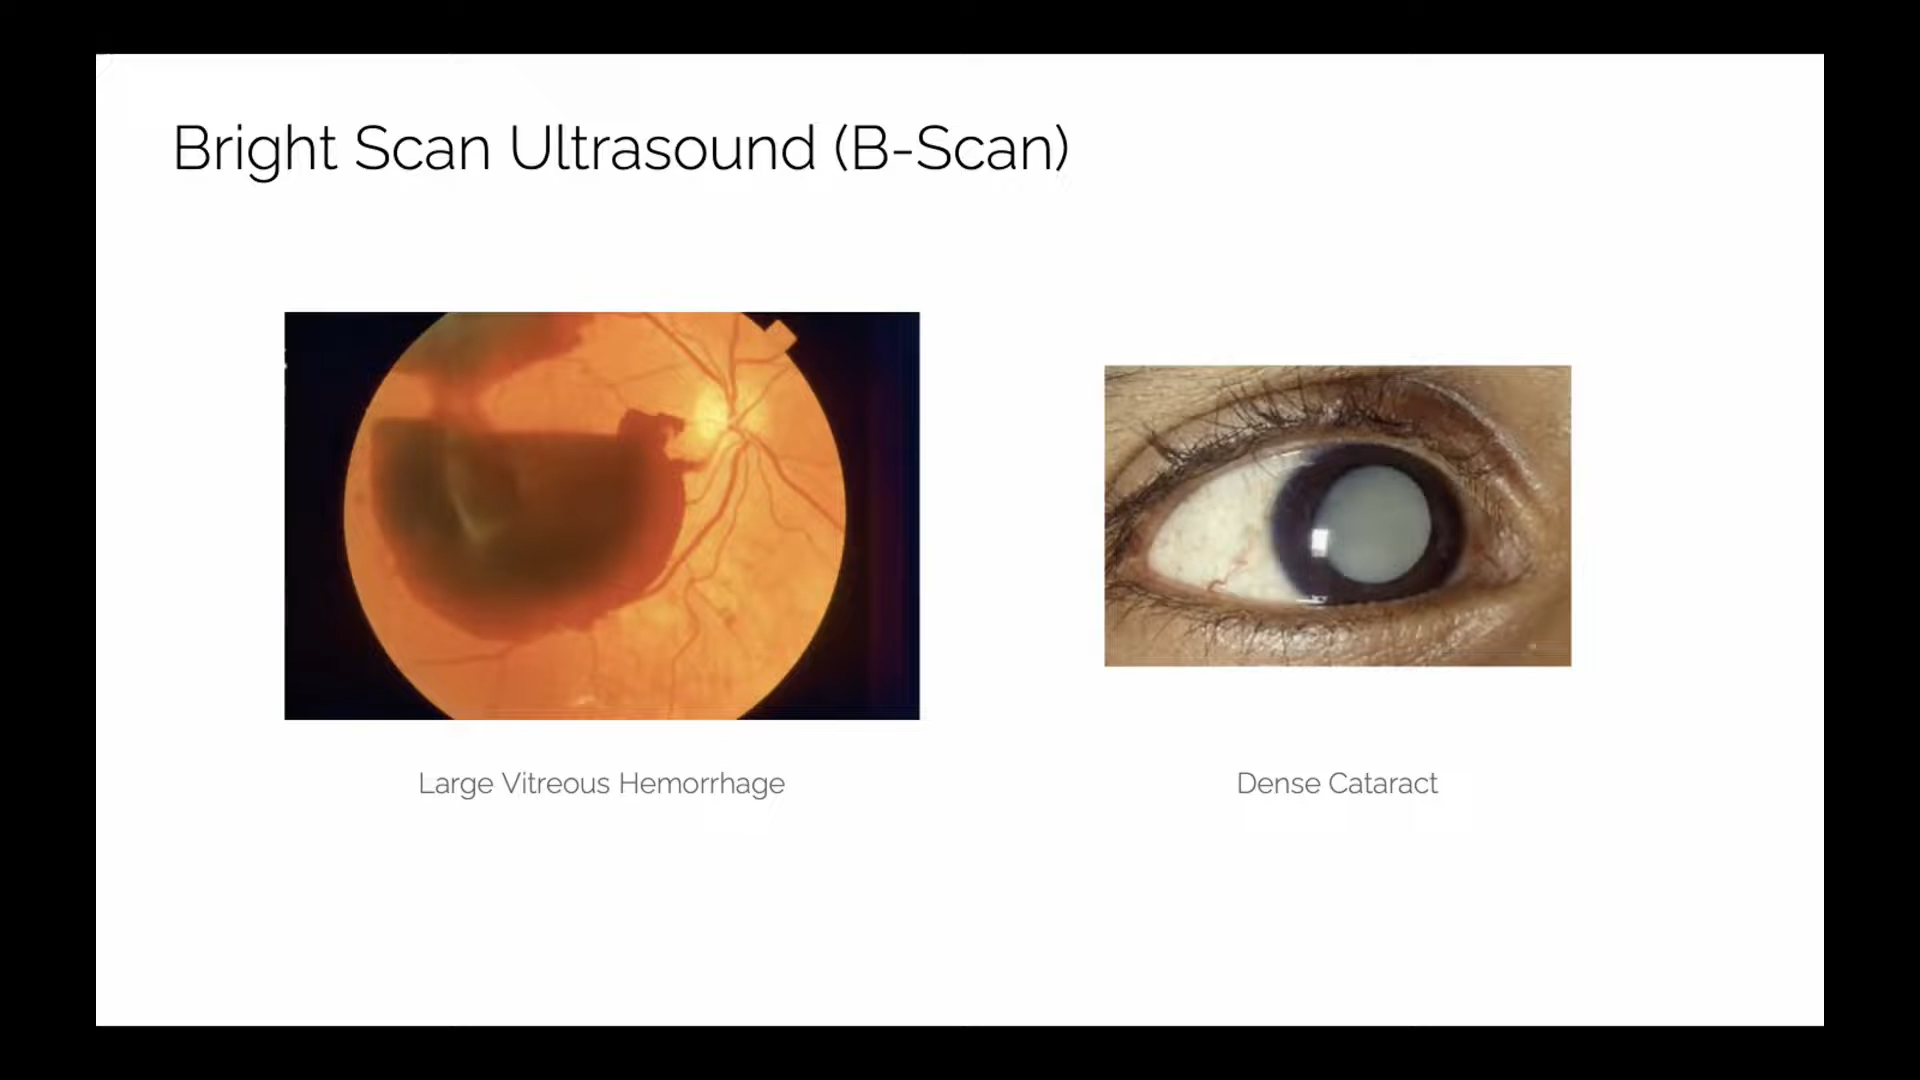 Bright Scan Ultrasound (B-Scan)
Large Vitreous Hemorrhage
Dense Cataract